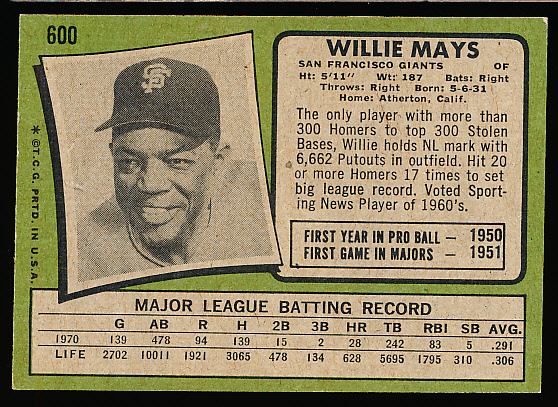 600
WILLIE MAYS
SAN FRANCISCO GIANTS OF
Ht: 5'11" Wt: 187 Bats: Right
Throws: Right Born: 5-6-31
Home: Atherton, Calif.
The only player with more than
300 Homers to top 300 Stolen
Bases, Willie holds NL mark with
6,662 Putouts in outfield. Hit 20
or more Homers 17 times to set
big league record. Voted Sport-
ing News Player of 1960's.
FIRST YEAR IN PRO BALL — 1950
FIRST GAME IN MAJORS — 1951
SF
* ©T.C.G. PRTD. IN U.S.A.
MAJOR LEAGUE BATTING RECORD
G AB R H 2B 3B HR TB RBI SB AVG.
1970 139 478 94 139 15 2 28 242 83 5 .291
LIFE 2702 10011 1921 3065 478 134 628 5695 1795 310 .306